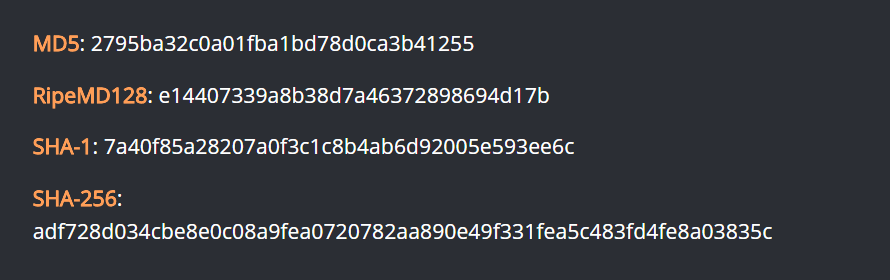 MD5: 2795ba32c0a01fba1bd78d0ca3b41255
RipeMD128: e14407339a8b38d7a46372898694d17b
SHA-1: 7a40f85a28207a0f3c1c8b4ab6d92005e593ee6c
SHA-256:
adf728d034cbe8e0c08a9fea0720782aa890e49f331fea5c483fd4fe8a03835c